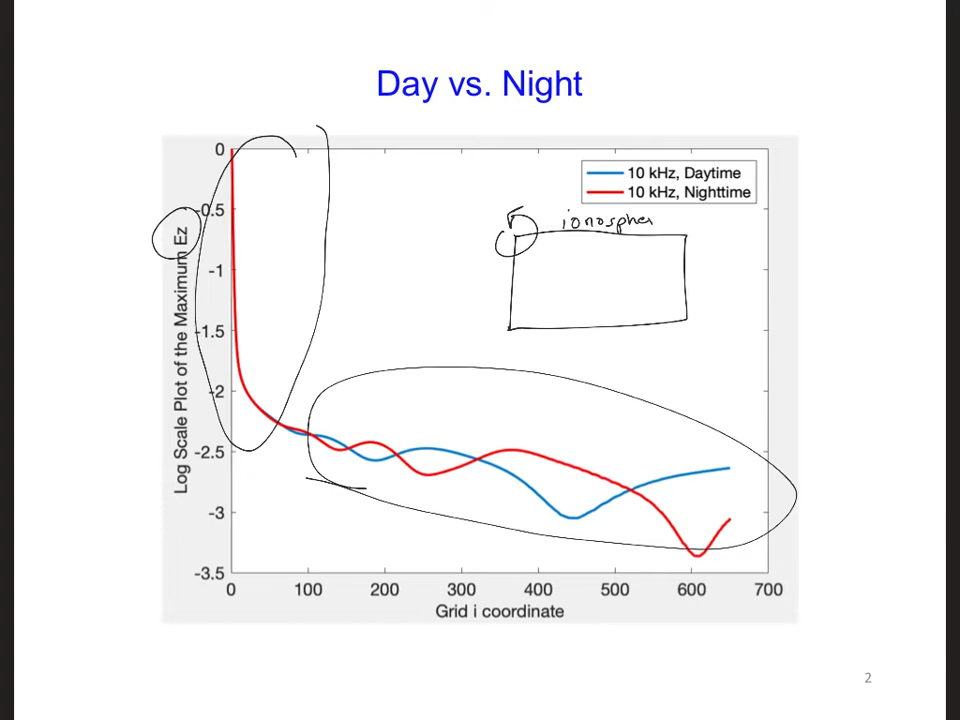 Day vs. Night
0
-0.5
-1
-1.5
-2
-2.5
-3
-3.5
Log Scale Plot of the Maximum Ez
10 kHz, Daytime
10 kHz, Nighttime
ionospher
0 100 200 300 400 500 600 700
Grid i coordinate
2